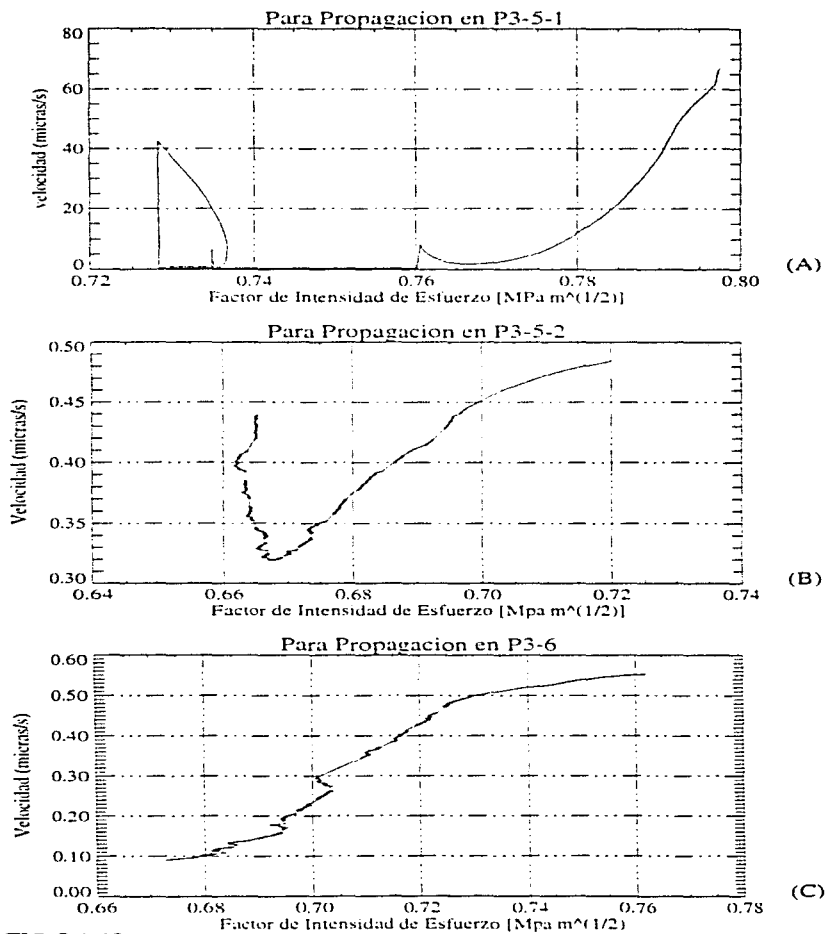 Para Propagacion en P3-5-1
80
60
40
20
0
velocidad (micras/s)
0.72 0.74 0.76 0.78 0.80
Factor de Intensidad de Esfuerzo [MPa m^(1/2)]
(A)
Para Propagacion en P3-5-2
0.50
0.45
0.40
0.35
0.30
Velocidad (micras/s)
0.64 0.66 0.68 0.70 0.72 0.74
Factor de Intensidad de Esfuerzo [Mpa m^(1/2)]
(B)
Para Propagacion en P3-6
0.60
0.50
0.40
0.30
0.20
0.10
0.00
Velocidad (micras/s)
0.66 0.68 0.70 0.72 0.74 0.76 0.78
Factor de Intensidad de Esfuerzo [Mpa m^(1/2)
(C)